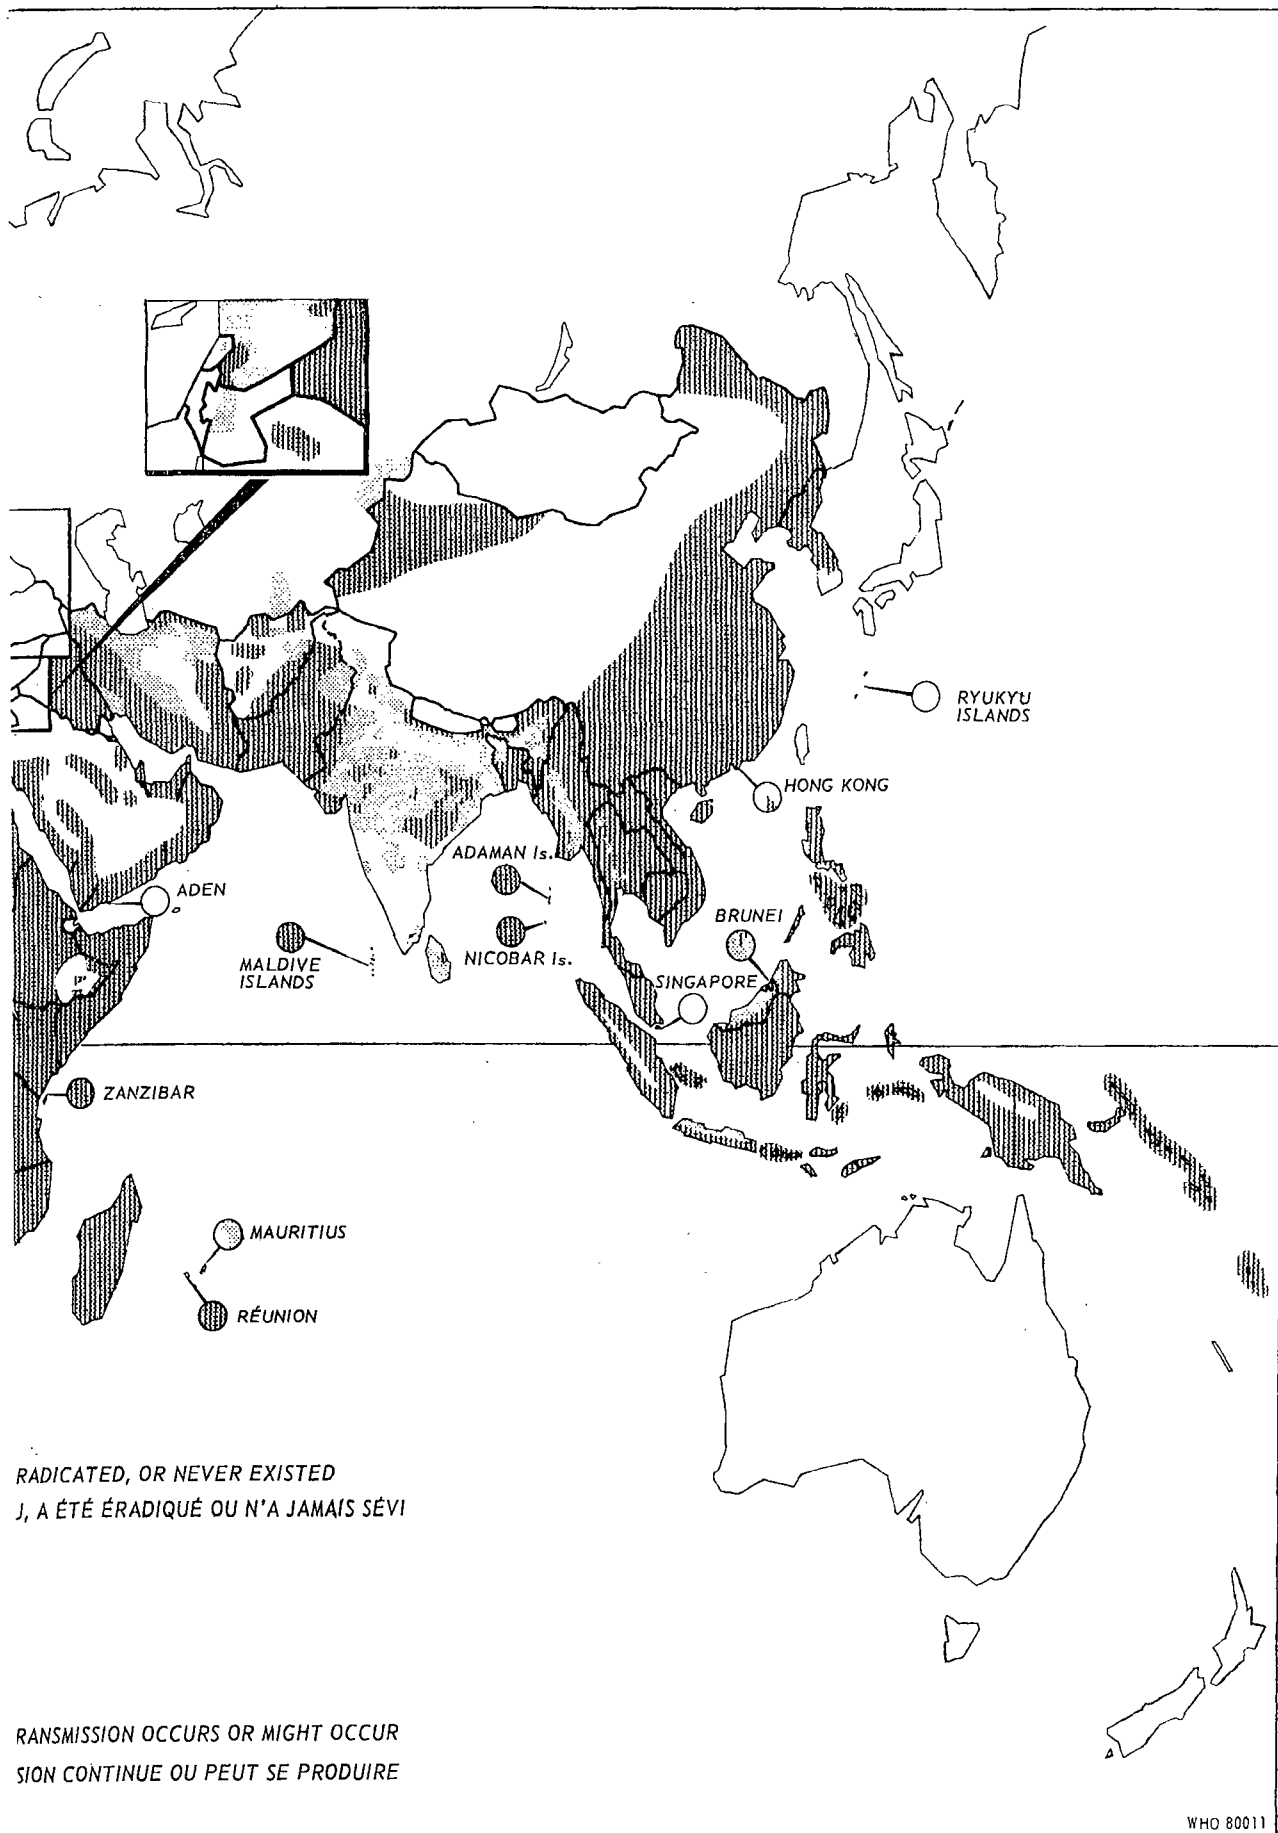 RYUKYU
ISLANDS
HONG KONG
ADAMAN Is.
ADEN
BRUNEI
MALDIVE
ISLANDS
NICOBAR Is.
SINGAPORE
ZANZIBAR
MAURITIUS
RÉUNION
RADICATED, OR NEVER EXISTED
J, A ÉTÉ ÉRADIQUÉ OU N'A JAMAIS SÉVI
RANSMISSION OCCURS OR MIGHT OCCUR
SION CONTINUE OU PEUT SE PRODUIRE
WHO 80011